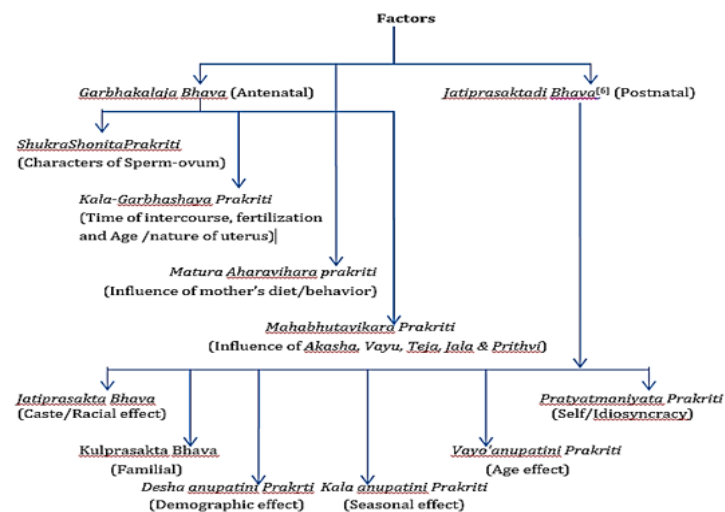 Factors
Garbhakalaja Bhava (Antenatal)
Jatiprasaktadi Bhava[6] (Postnatal)
ShukraShonitaPrakriti
(Characters of Sperm-ovum)
Kala-Garbhashaya Prakriti
(Time of intercourse, fertilization
and Age /nature of uterus)
Matura Aharavihara prakriti
(Influence of mother's diet/behavior)
Mahabhutavikara Prakriti
(Influence of Akasha, Vayu, Teja, Jala & Prithvi)
Jatiprasakta Bhava
(Caste/Racial effect)
Pratyatmaniyata Prakriti
(Self/Idiosyncracy)
Kulprasakta Bhava
(Familial)
Vayo'anupatini Prakriti
(Age effect)
Desha anupatini Prakrti
(Demographic effect)
Kala anupatini Prakriti
(Seasonal effect)